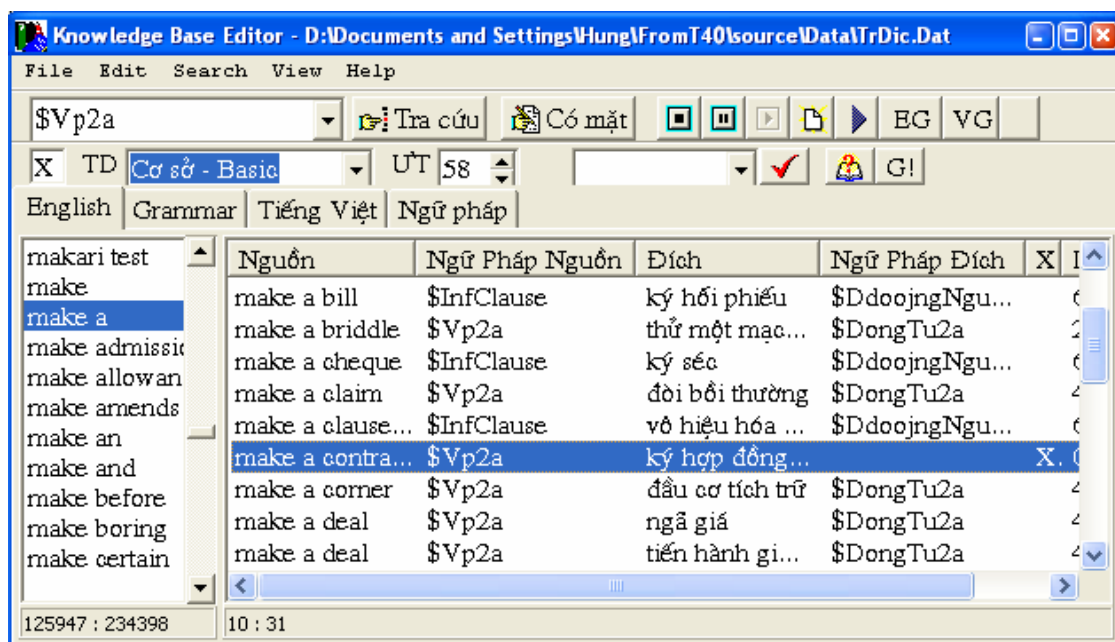 Knowledge Base Editor - D:\Documents and Settings\Hung\FromT40\source\Data\TrDic.Dat
File Edit Search View Help
$Vp2a Tra cứu Có mặt EG VG
X TD Cơ sở - Basic ƯT 58 G!
English Grammar Tiếng Việt Ngữ pháp
makari test
make
make a
make admissio
make allowan
make amends
make an
make and
make before
make boring
make certain
Nguồn Ngữ Pháp Nguồn Đích Ngữ Pháp Đích X
make a bill $InfClause ký hối phiếu $DdoojngNgu...
make a briddle $Vp2a thử một mạc... $DongTu2a
make a cheque $InfClause ký séc $DdoojngNgu...
make a claim $Vp2a đòi bồi thường $DongTu2a
make a clause... $InfClause vô hiệu hóa ... $DdoojngNgu...
make a contra... $Vp2a ký hợp đồng... X.
make a corner $Vp2a đầu cơ tích trữ $DongTu2a
make a deal $Vp2a ngã giá $DongTu2a
make a deal $Vp2a tiến hành gi... $DongTu2a
125947 : 234398 10 : 31